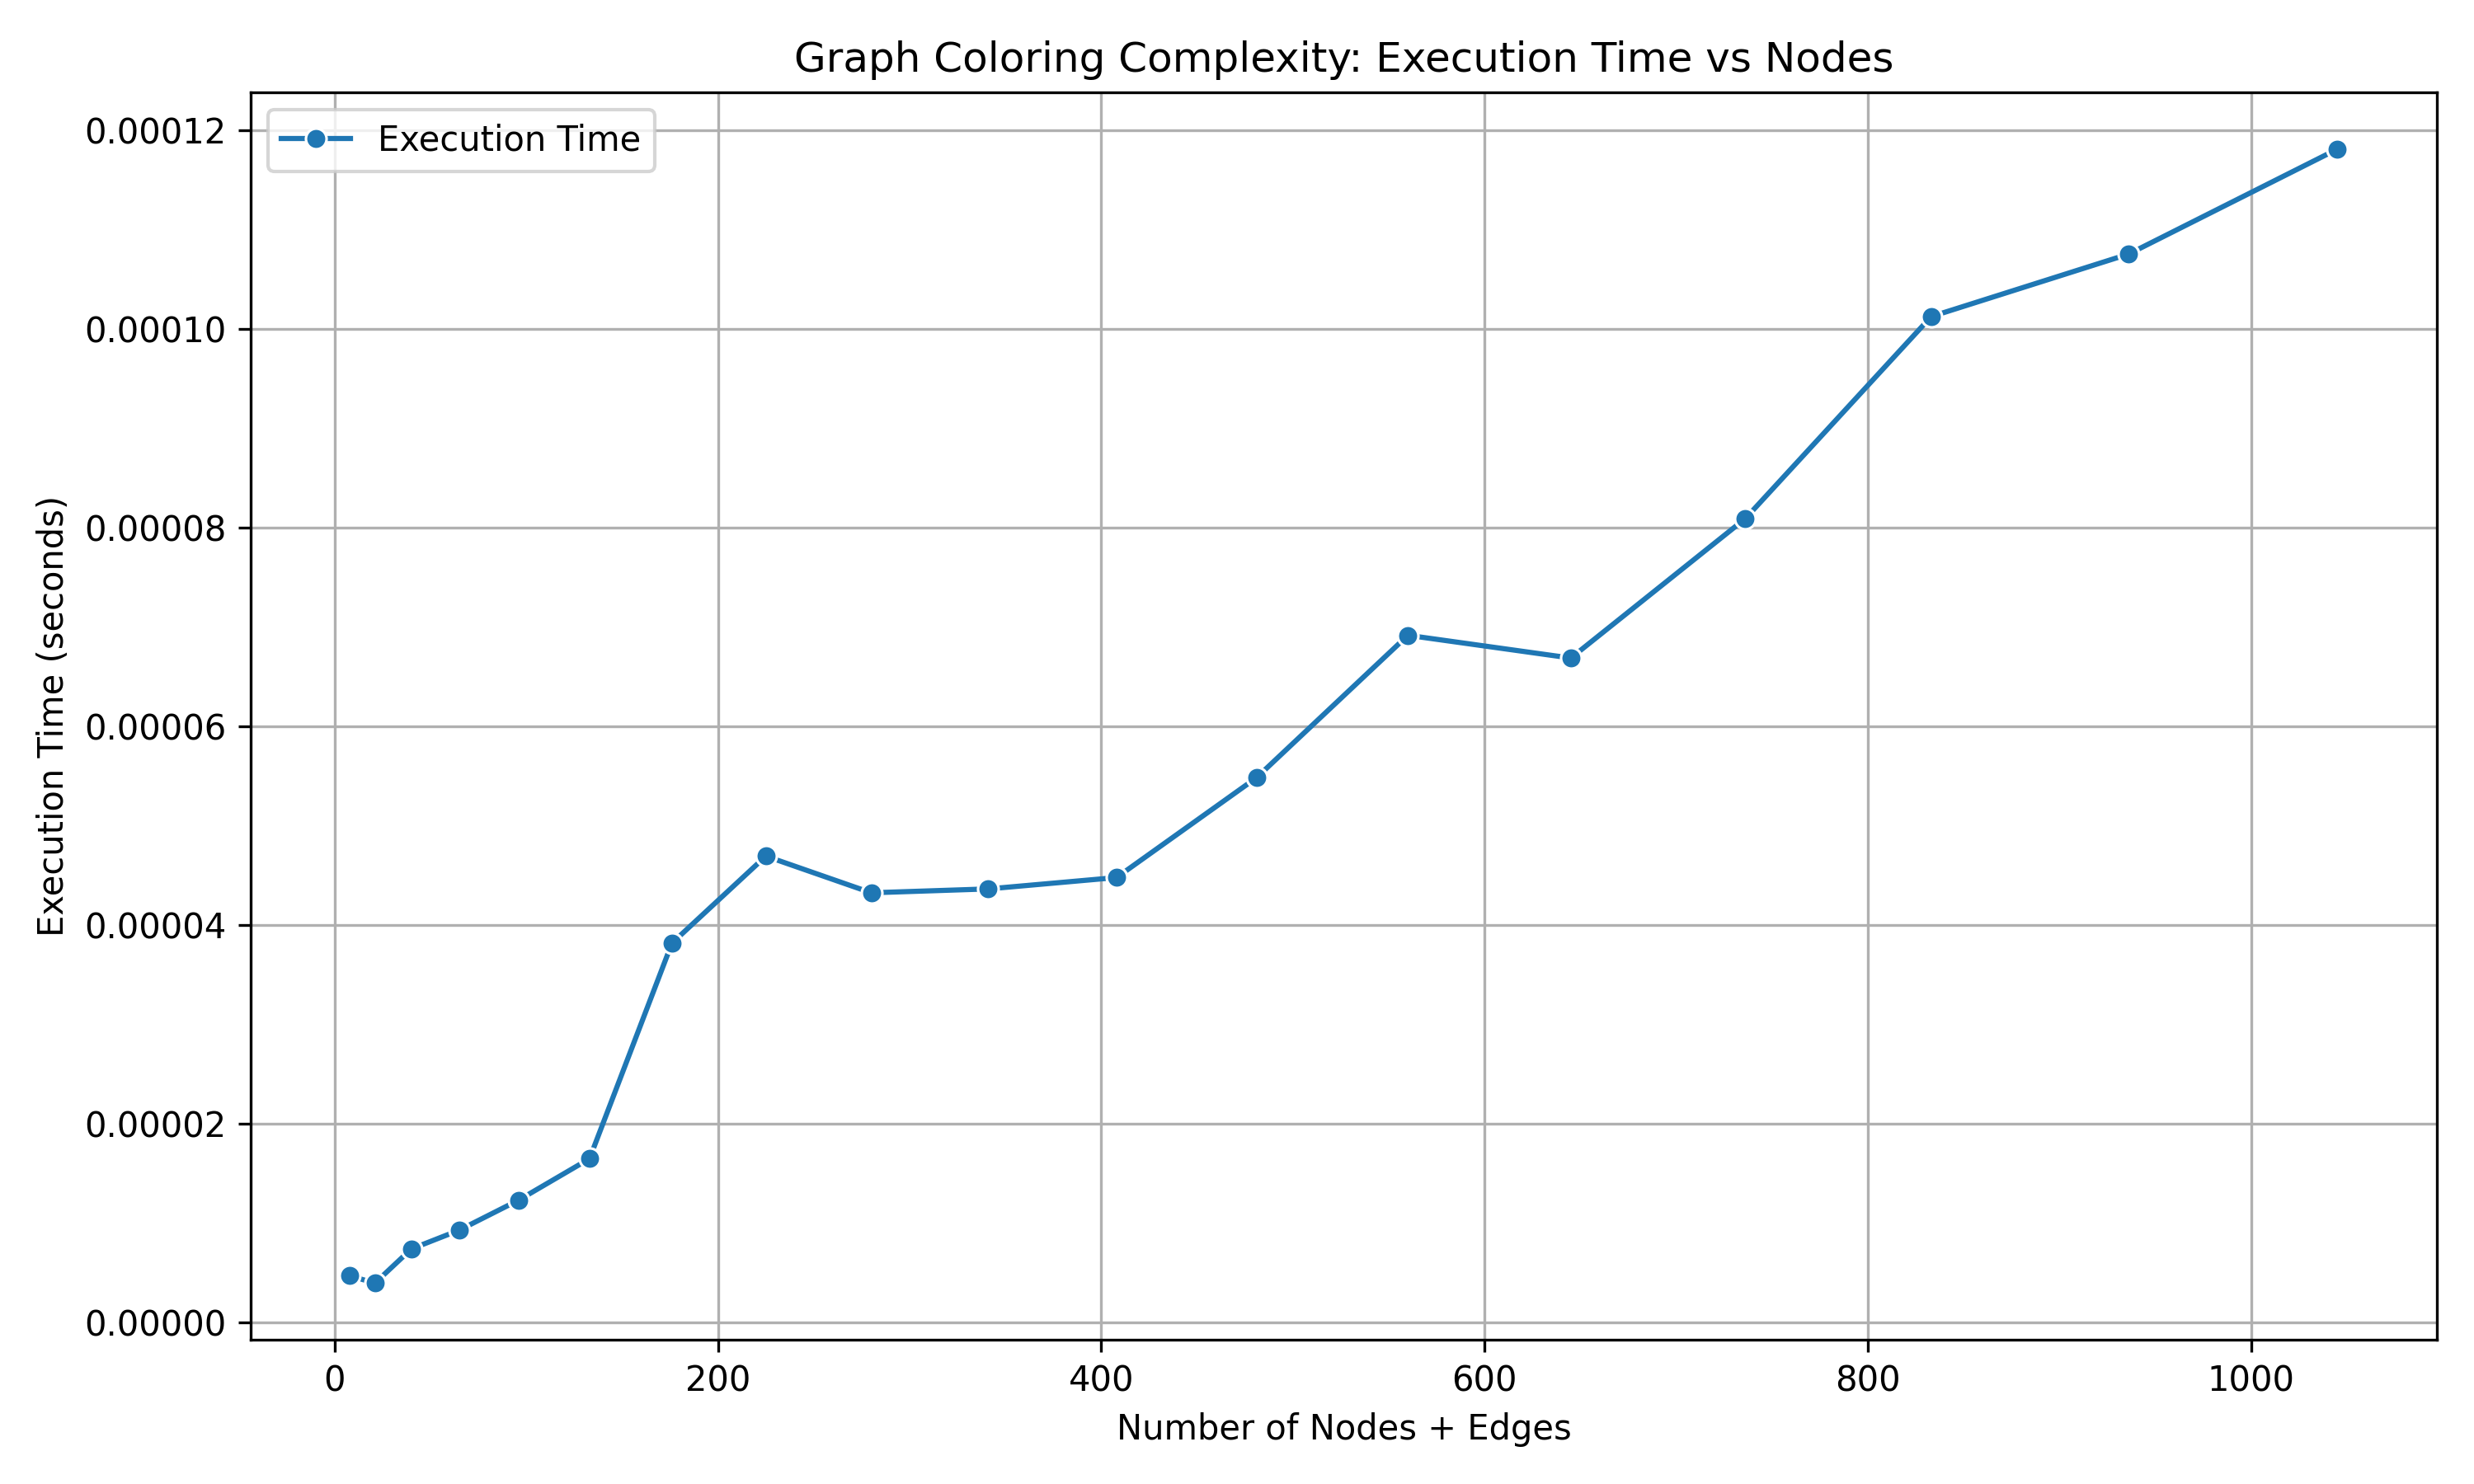 Graph Coloring Complexity: Execution Time vs Nodes
Execution Time
0.00012
0.00010
0.00008
0.00006
0.00004
0.00002
0.00000
Execution Time (seconds)
0 200 400 600 800 1000
Number of Nodes + Edges